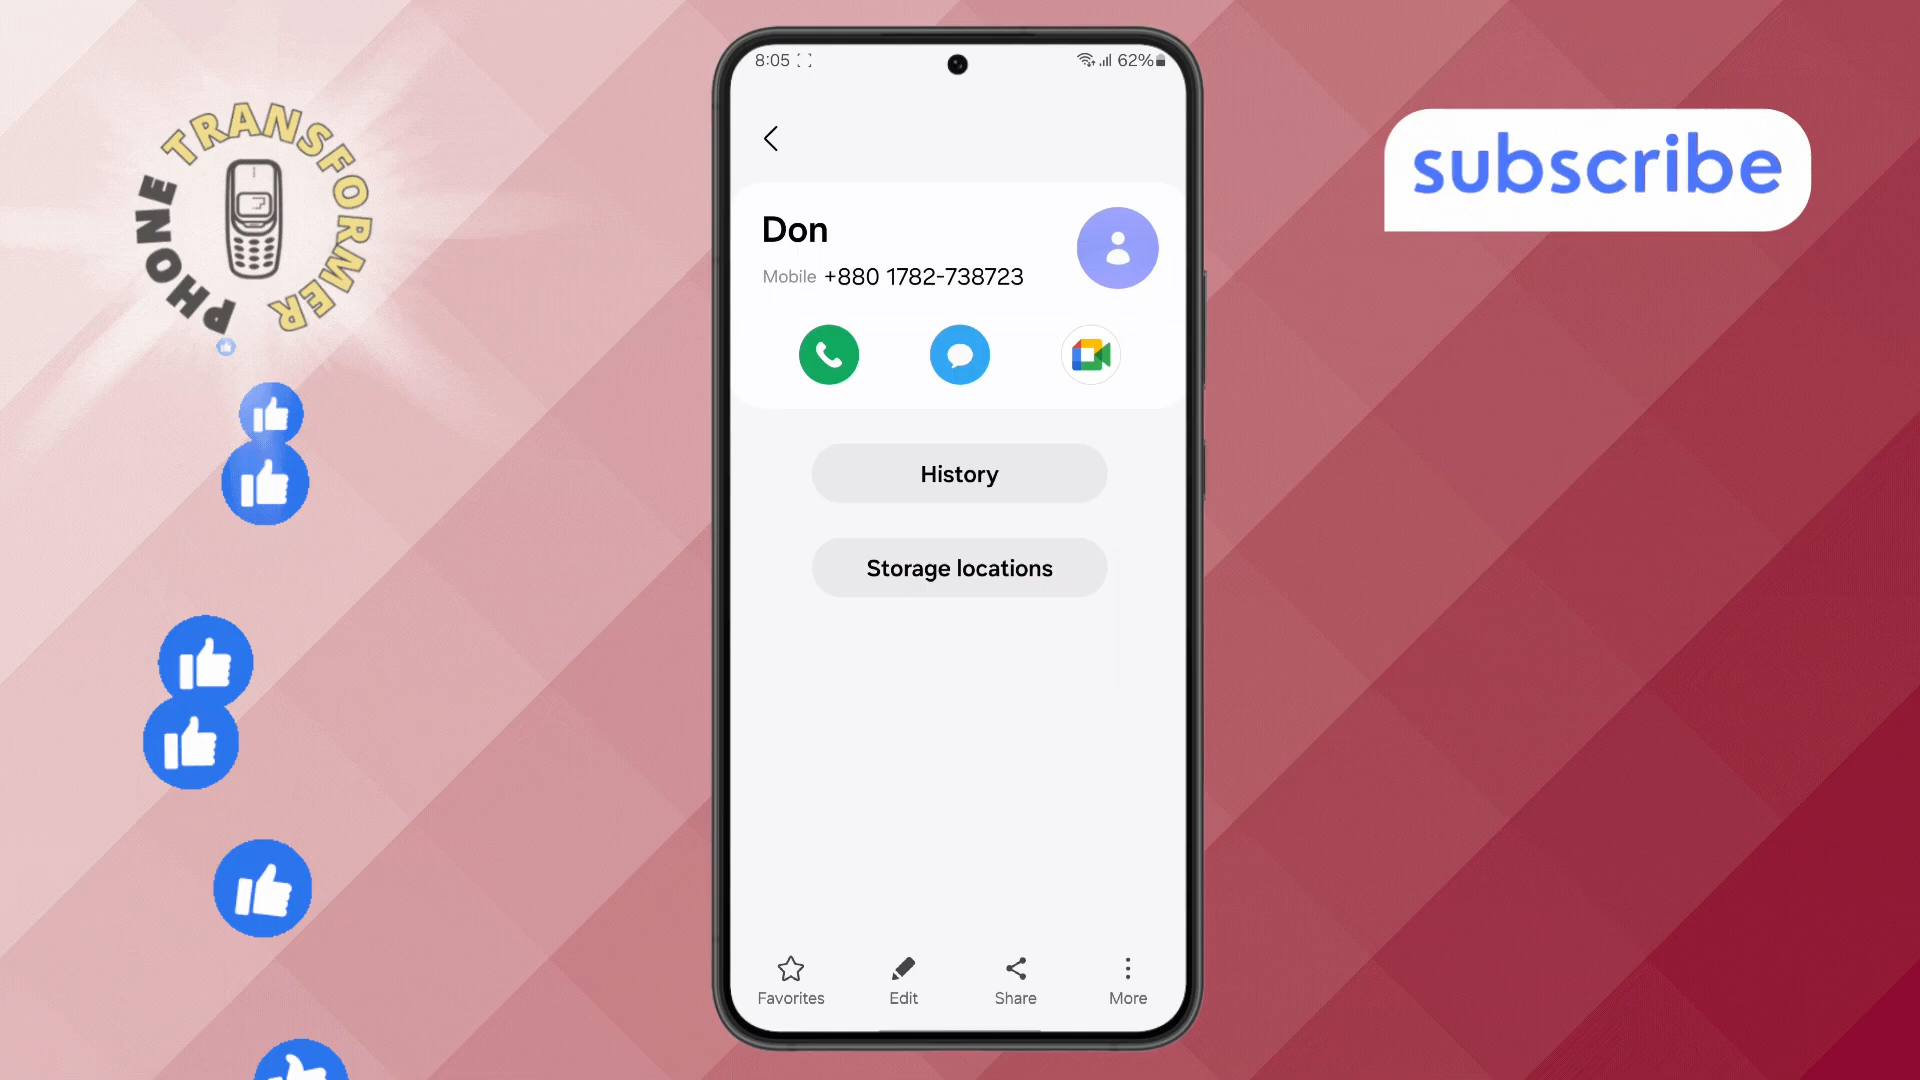 PHONE TRANSFORMER
subscribe
8:05
62%
Don
Mobile +880 1782-738723
History
Storage locations
Favorites
Edit
Share
More